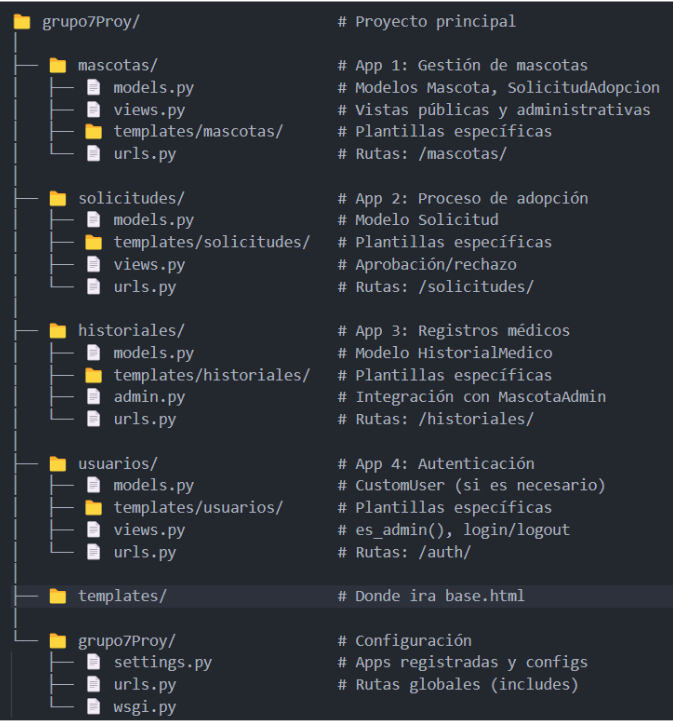 grupo7Proy/ # Proyecto principal
mascotas/ # App 1: Gestión de mascotas
models.py # Modelos Mascota, SolicitudAdopcion
views.py # Vistas públicas y administrativas
templates/mascotas/ # Plantillas específicas
urls.py # Rutas: /mascotas/
solicitudes/ # App 2: Proceso de adopción
models.py # Modelo Solicitud
templates/solicitudes/ # Plantillas específicas
views.py # Aprobación/rechazo
urls.py # Rutas: /solicitudes/
historiales/ # App 3: Registros médicos
models.py # Modelo HistorialMedico
templates/historiales/ # Plantillas específicas
admin.py # Integración con MascotaAdmin
urls.py # Rutas: /historiales/
usuarios/ # App 4: Autenticación
models.py # CustomUser (si es necesario)
templates/usuarios/ # Plantillas específicas
views.py # es_admin(), login/logout
urls.py # Rutas: /auth/
templates/ # Donde ira base.html
grupo7Proy/ # Configuración
settings.py # Apps registradas y configs
urls.py # Rutas globales (includes)
wsgi.py